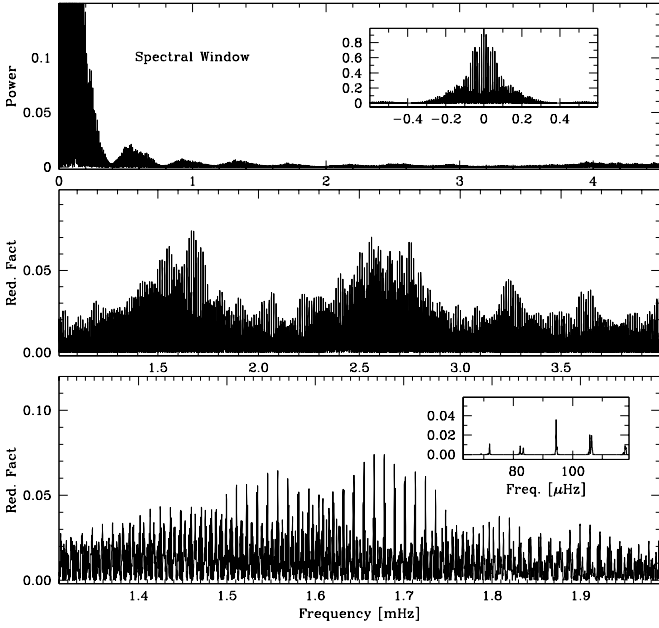 0.1
0.05
0
Power
Spectral Window
0.8
0.6
0.4
0.2
0
−0.4 −0.2 0 0.2 0.4
0 1 2 3 4
0.05
0.00
Red. Fact
1.5 2.0 2.5 3.0 3.5
0.10
0.05
0.00
Red. Fact
0.04
0.02
0.00
80 100
Freq. [μHz]
1.4 1.5 1.6 1.7 1.8 1.9
Frequency [mHz]